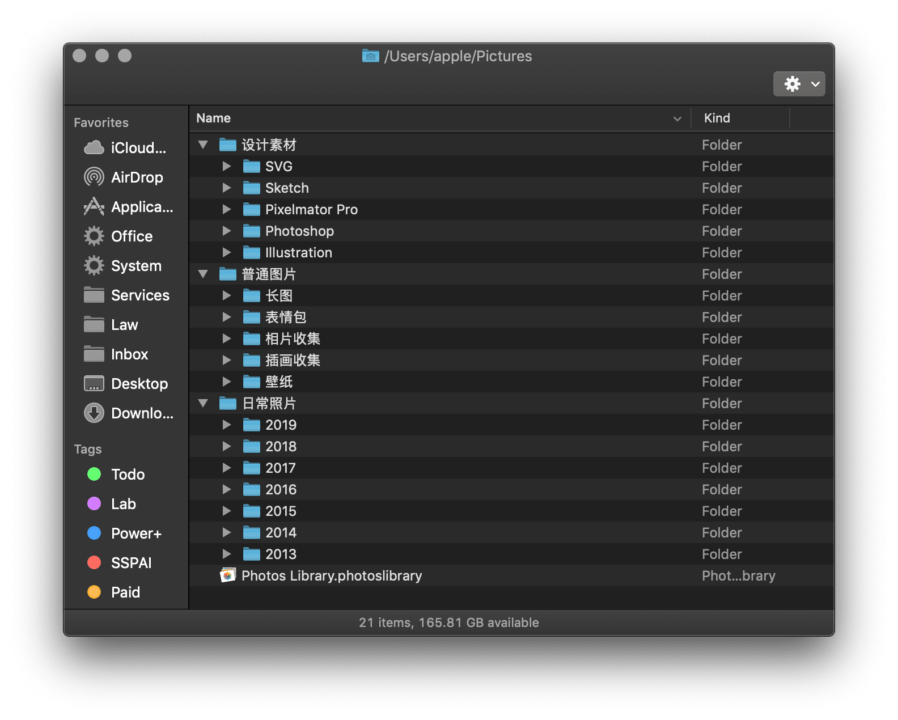 /Users/apple/Pictures
Favorites
iCloud...
AirDrop
Applica...
Office
System
Services
Law
Inbox
Desktop
Downlo...
Tags
Todo
Lab
Power+
SSPAI
Paid
Name Kind
设计素材 Folder
SVG Folder
Sketch Folder
Pixelmator Pro Folder
Photoshop Folder
Illustration Folder
普通图片 Folder
长图 Folder
表情包 Folder
相片收集 Folder
插画收集 Folder
壁纸 Folder
日常照片 Folder
2019 Folder
2018 Folder
2017 Folder
2016 Folder
2015 Folder
2014 Folder
2013 Folder
Photos Library.photoslibrary Phot...brary
21 items, 165.81 GB available